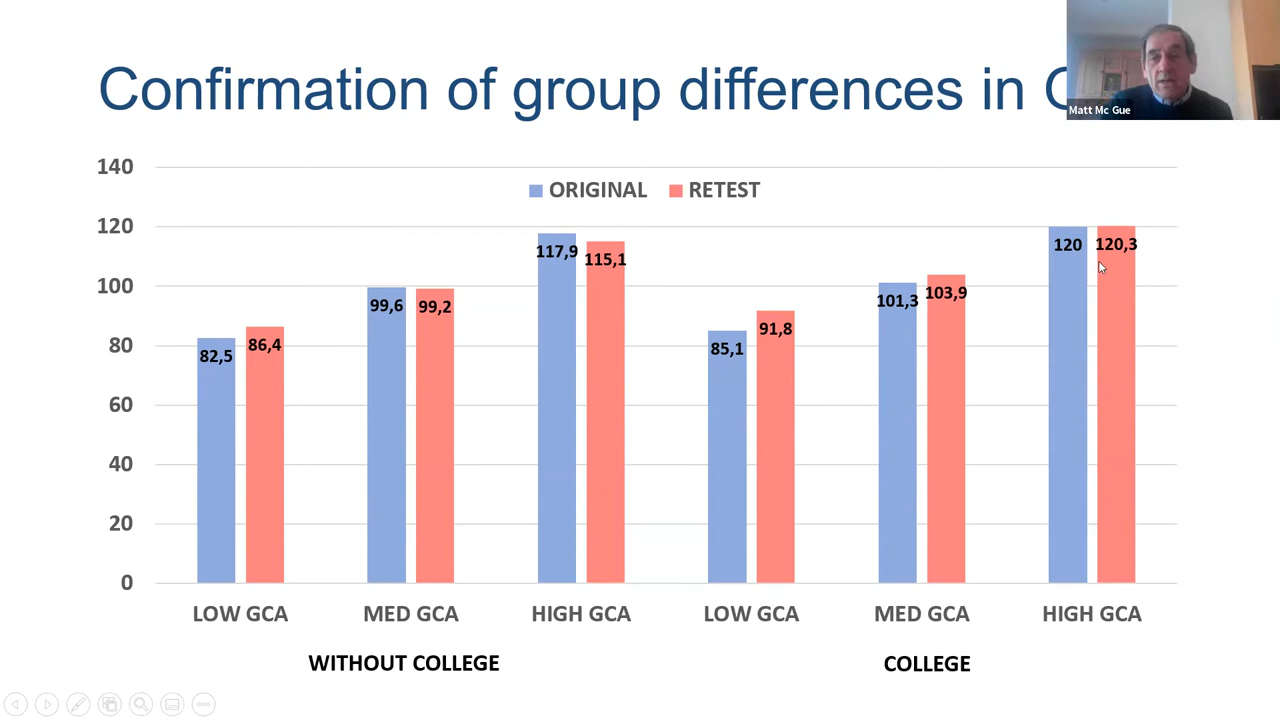 Confirmation of group differences in
Matt Mc Gue
140
120
100
80
60
40
20
0
ORIGINAL RETEST
82,5 86,4 99,6 99,2 117,9 115,1 85,1 91,8 101,3 103,9 120 120,3
LOW GCA MED GCA HIGH GCA LOW GCA MED GCA HIGH GCA
WITHOUT COLLEGE COLLEGE